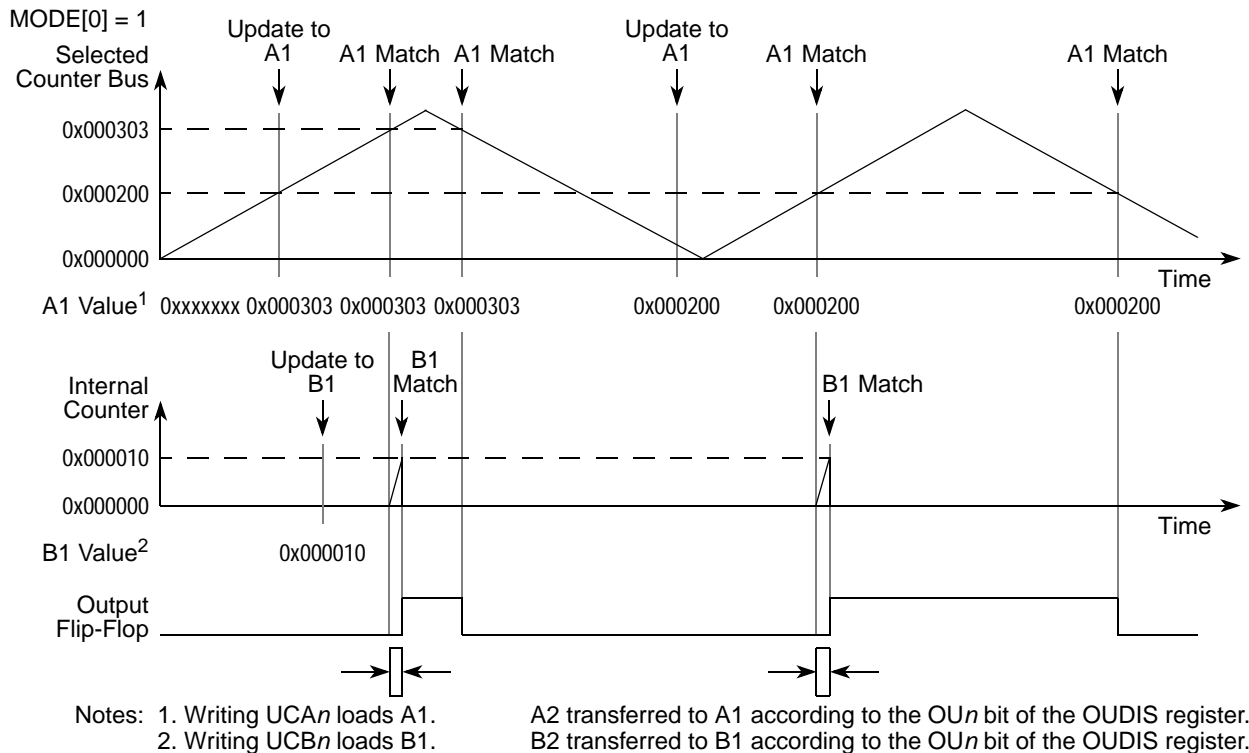 MODE[0] = 1
Update to A1
A1 Match
A1 Match
Update to A1
A1 Match
A1 Match
Selected
Counter Bus
0x000303
0x000200
0x000000
Time
A1 Value1 0xxxxxxx 0x000303 0x000303 0x000303 0x000200 0x000200 0x000200
Update to B1
B1 Match
B1 Match
Internal
Counter
0x000010
0x000000
Time
B1 Value2 0x000010
Output
Flip-Flop
Notes: 1. Writing UCAn loads A1. A2 transferred to A1 according to the OUn bit of the OUDIS register.
2. Writing UCBn loads B1. B2 transferred to B1 according to the OUn bit of the OUDIS register.